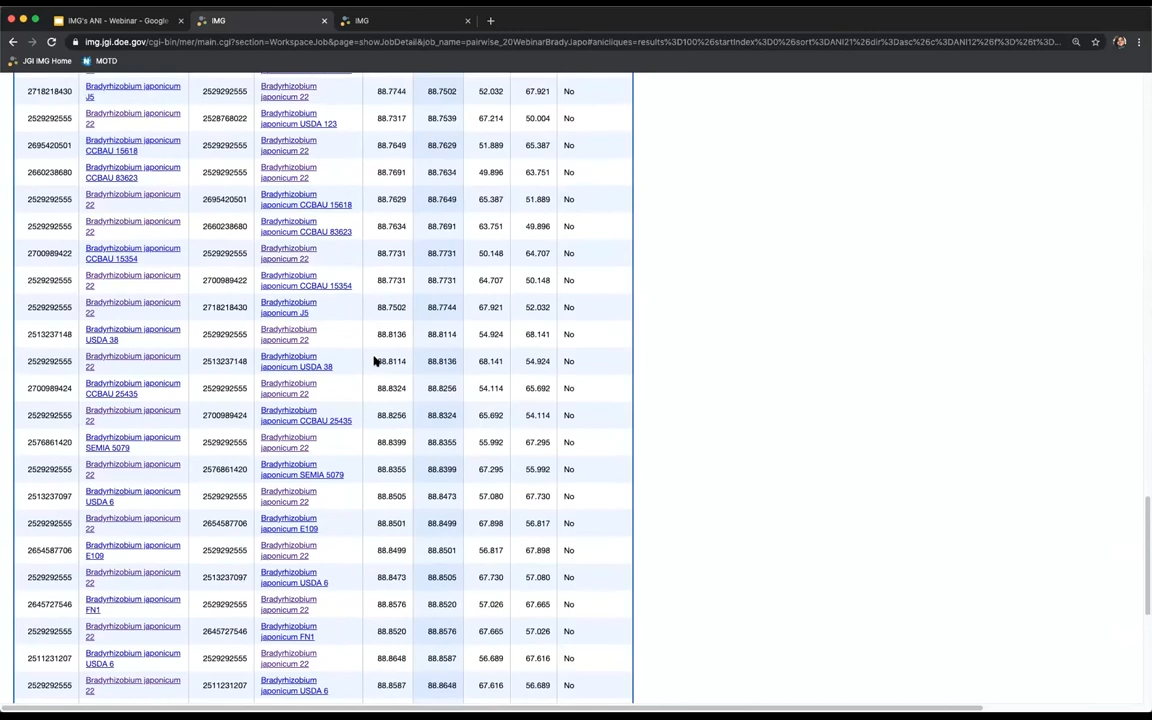 IMG's ANI - Webinar - Google
IMG
IMG
img.jgi.doe.gov/cgi-bin/mer/main.cgi?section=WorkspaceJob&page=showJobDetail&job_name=pairwise_20WebinarBradyJapo#anicliques=results%3D100%26startIndex%3D0%26sort%3DANI21%26dir%3Dasc%26c%3DANI12%26f%3D%26t%3D...
JGI IMG Home MOTD
2718218430 Bradyrhizobium japonicum J5 2529292555 Bradyrhizobium japonicum 22 88.7744 88.7502 52.032 67.921 No
2529292555 Bradyrhizobium japonicum 22 2528768022 Bradyrhizobium japonicum USDA 123 88.7317 88.7539 67.214 50.004 No
2695420501 Bradyrhizobium japonicum CCBAU 15618 2529292555 Bradyrhizobium japonicum 22 88.7649 88.7629 51.889 65.387 No
2660238680 Bradyrhizobium japonicum CCBAU 83623 2529292555 Bradyrhizobium japonicum 22 88.7691 88.7634 49.896 63.751 No
2529292555 Bradyrhizobium japonicum 22 2695420501 Bradyrhizobium japonicum CCBAU 15618 88.7629 88.7649 65.387 51.889 No
2529292555 Bradyrhizobium japonicum 22 2660238680 Bradyrhizobium japonicum CCBAU 83623 88.7634 88.7691 63.751 49.896 No
2700989422 Bradyrhizobium japonicum CCBAU 15354 2529292555 Bradyrhizobium japonicum 22 88.7731 88.7731 50.148 64.707 No
2529292555 Bradyrhizobium japonicum 22 2700989422 Bradyrhizobium japonicum CCBAU 15354 88.7731 88.7731 64.707 50.148 No
2529292555 Bradyrhizobium japonicum 22 2718218430 Bradyrhizobium japonicum J5 88.7502 88.7744 67.921 52.032 No
2513237148 Bradyrhizobium japonicum USDA 38 2529292555 Bradyrhizobium japonicum 22 88.8136 88.8114 54.924 68.141 No
2529292555 Bradyrhizobium japonicum 22 2513237148 Bradyrhizobium japonicum USDA 38 88.8114 88.8136 68.141 54.924 No
2700989424 Bradyrhizobium japonicum CCBAU 25435 2529292555 Bradyrhizobium japonicum 22 88.8324 88.8256 54.114 65.692 No
2529292555 Bradyrhizobium japonicum 22 2700989424 Bradyrhizobium japonicum CCBAU 25435 88.8256 88.8324 65.692 54.114 No
2576861420 Bradyrhizobium japonicum SEMIA 5079 2529292555 Bradyrhizobium japonicum 22 88.8399 88.8355 55.992 67.295 No
2529292555 Bradyrhizobium japonicum 22 2576861420 Bradyrhizobium japonicum SEMIA 5079 88.8355 88.8399 67.295 55.992 No
2513237097 Bradyrhizobium japonicum USDA 6 2529292555 Bradyrhizobium japonicum 22 88.8505 88.8473 57.080 67.730 No
2529292555 Bradyrhizobium japonicum 22 2654587706 Bradyrhizobium japonicum E109 88.8501 88.8499 67.898 56.817 No
2654587706 Bradyrhizobium japonicum E109 2529292555 Bradyrhizobium japonicum 22 88.8499 88.8501 56.817 67.898 No
2529292555 Bradyrhizobium japonicum 22 2513237097 Bradyrhizobium japonicum USDA 6 88.8473 88.8505 67.730 57.080 No
2645727546 Bradyrhizobium japonicum FN1 2529292555 Bradyrhizobium japonicum 22 88.8576 88.8520 57.026 67.665 No
2529292555 Bradyrhizobium japonicum 22 2645727546 Bradyrhizobium japonicum FN1 88.8520 88.8576 67.665 57.026 No
2511231207 Bradyrhizobium japonicum USDA 6 2529292555 Bradyrhizobium japonicum 22 88.8648 88.8587 56.689 67.616 No
2529292555 Bradyrhizobium japonicum 22 2511231207 Bradyrhizobium japonicum USDA 6 88.8587 88.8648 67.616 56.689 No